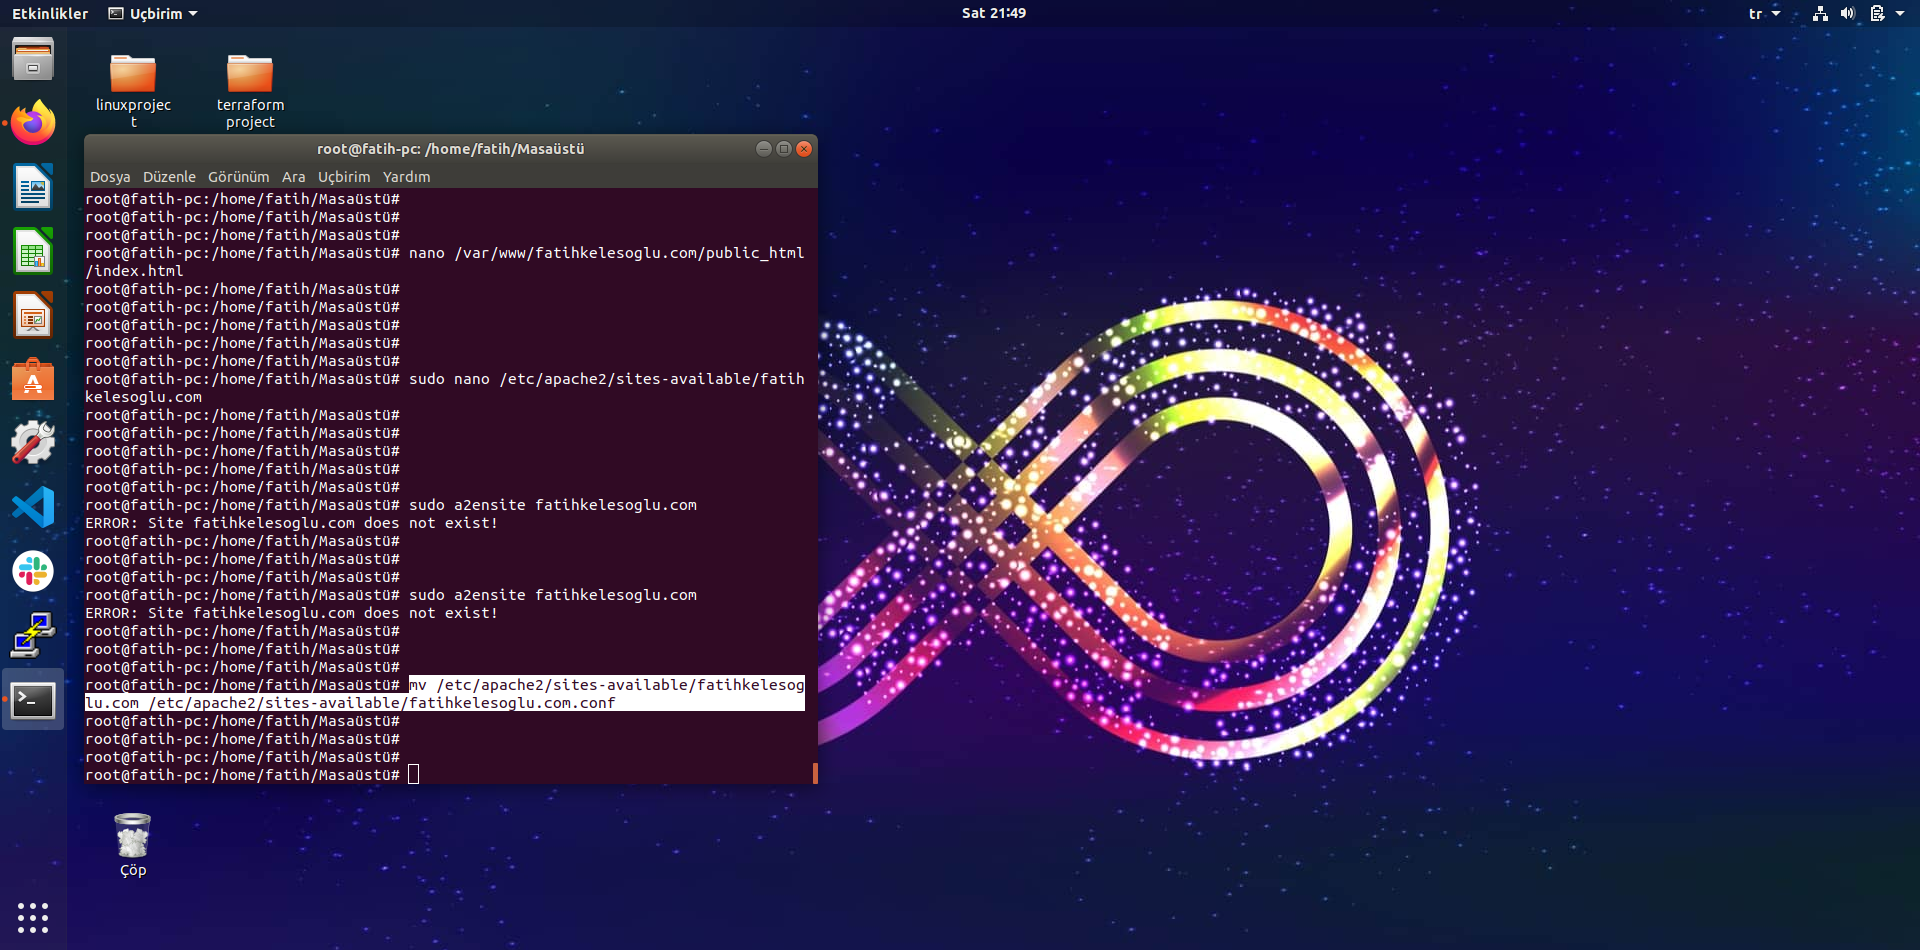 Etkinlikler
Uçbirim
Sat 21:49
tr
linuxprojec
t
terraform
project
root@fatih-pc: /home/fatih/Masaüstü
Dosya Düzenle Görünüm Ara Uçbirim Yardım
root@fatih-pc:/home/fatih/Masaüstü#
root@fatih-pc:/home/fatih/Masaüstü#
root@fatih-pc:/home/fatih/Masaüstü#
root@fatih-pc:/home/fatih/Masaüstü# nano /var/www/fatihkelesoglu.com/public_html
/index.html
root@fatih-pc:/home/fatih/Masaüstü#
root@fatih-pc:/home/fatih/Masaüstü#
root@fatih-pc:/home/fatih/Masaüstü#
root@fatih-pc:/home/fatih/Masaüstü#
root@fatih-pc:/home/fatih/Masaüstü#
root@fatih-pc:/home/fatih/Masaüstü# sudo nano /etc/apache2/sites-available/fatih
kelesoglu.com
root@fatih-pc:/home/fatih/Masaüstü#
root@fatih-pc:/home/fatih/Masaüstü#
root@fatih-pc:/home/fatih/Masaüstü#
root@fatih-pc:/home/fatih/Masaüstü#
root@fatih-pc:/home/fatih/Masaüstü#
root@fatih-pc:/home/fatih/Masaüstü# sudo a2ensite fatihkelesoglu.com
ERROR: Site fatihkelesoglu.com does not exist!
root@fatih-pc:/home/fatih/Masaüstü#
root@fatih-pc:/home/fatih/Masaüstü#
root@fatih-pc:/home/fatih/Masaüstü#
root@fatih-pc:/home/fatih/Masaüstü# sudo a2ensite fatihkelesoglu.com
ERROR: Site fatihkelesoglu.com does not exist!
root@fatih-pc:/home/fatih/Masaüstü#
root@fatih-pc:/home/fatih/Masaüstü#
root@fatih-pc:/home/fatih/Masaüstü#
root@fatih-pc:/home/fatih/Masaüstü# mv /etc/apache2/sites-available/fatihkelesog
lu.com /etc/apache2/sites-available/fatihkelesoglu.com.conf
root@fatih-pc:/home/fatih/Masaüstü#
root@fatih-pc:/home/fatih/Masaüstü#
root@fatih-pc:/home/fatih/Masaüstü#
root@fatih-pc:/home/fatih/Masaüstü#
Çöp